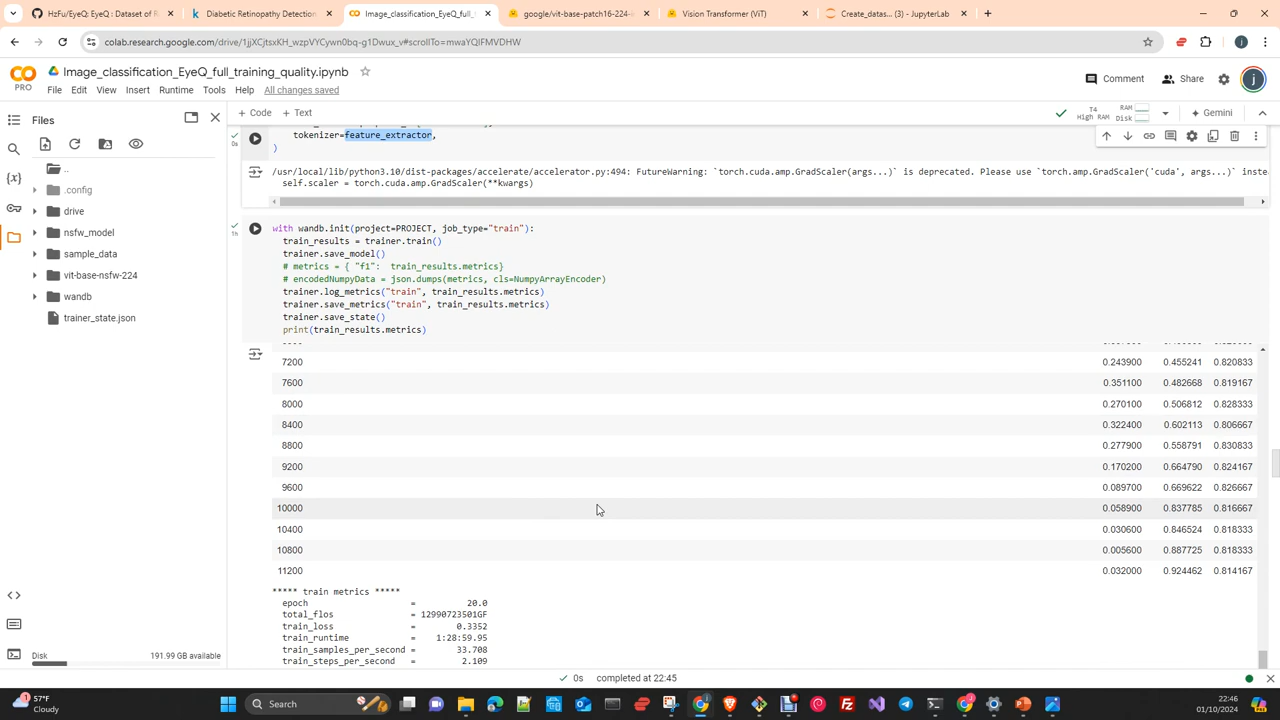 HzFu/EyeQ: EyeQ : Dataset of R
Diabetic Retinopathy Detection
Image_classification_EyeQ_full_
google/vit-base-patch16-224-i
Vision Transformer (ViT)
Create_datas... (3) - JupyterLab
colab.research.google.com/drive/1jjXCjtsxKH_wzpVYCywn0bq-g1Dwux_v#scrollTo=mwaYQIFMVDHW
CO
PRO
Image_classification_EyeQ_full_training_quality.ipynb
File Edit View Insert Runtime Tools Help All changes saved
Comment Share
j
Files
+ Code + Text
T4
High RAM
RAM
Disk
Gemini
..
.config
drive
nsfw_model
sample_data
vit-base-nsfw-224
wandb
trainer_state.json
Disk
191.99 GB available
0s
tokenizer=feature_extractor,
)
/usr/local/lib/python3.10/dist-packages/accelerate/accelerator.py:494: FutureWarning: `torch.cuda.amp.GradScaler(args...)` is deprecated. Please use `torch.amp.GradScaler('cuda', args...)` inste
self.scaler = torch.cuda.amp.GradScaler(**kwargs)
1h
with wandb.init(project=PROJECT, job_type="train"):
train_results = trainer.train()
trainer.save_model()
# metrics = { "f1": train_results.metrics}
# encodedNumpyData = json.dumps(metrics, cls=NumpyArrayEncoder)
trainer.log_metrics("train", train_results.metrics)
trainer.save_metrics("train", train_results.metrics)
trainer.save_state()
print(train_results.metrics)
7200 0.243900 0.455241 0.820833
7600 0.351100 0.482668 0.819167
8000 0.270100 0.506812 0.828333
8400 0.322400 0.602113 0.806667
8800 0.277900 0.558791 0.830833
9200 0.170200 0.664790 0.824167
9600 0.089700 0.669622 0.826667
10000 0.058900 0.837785 0.816667
10400 0.030600 0.846524 0.818333
10800 0.005600 0.887725 0.818333
11200 0.032000 0.924462 0.814167
***** train metrics *****
epoch = 20.0
total_flos = 12990723501GF
train_loss = 0.3352
train_runtime = 1:28:59.95
train_samples_per_second = 33.708
train_steps_per_second = 2.109
0s completed at 22:45
57°F
Cloudy
Search
22:46
01/10/2024